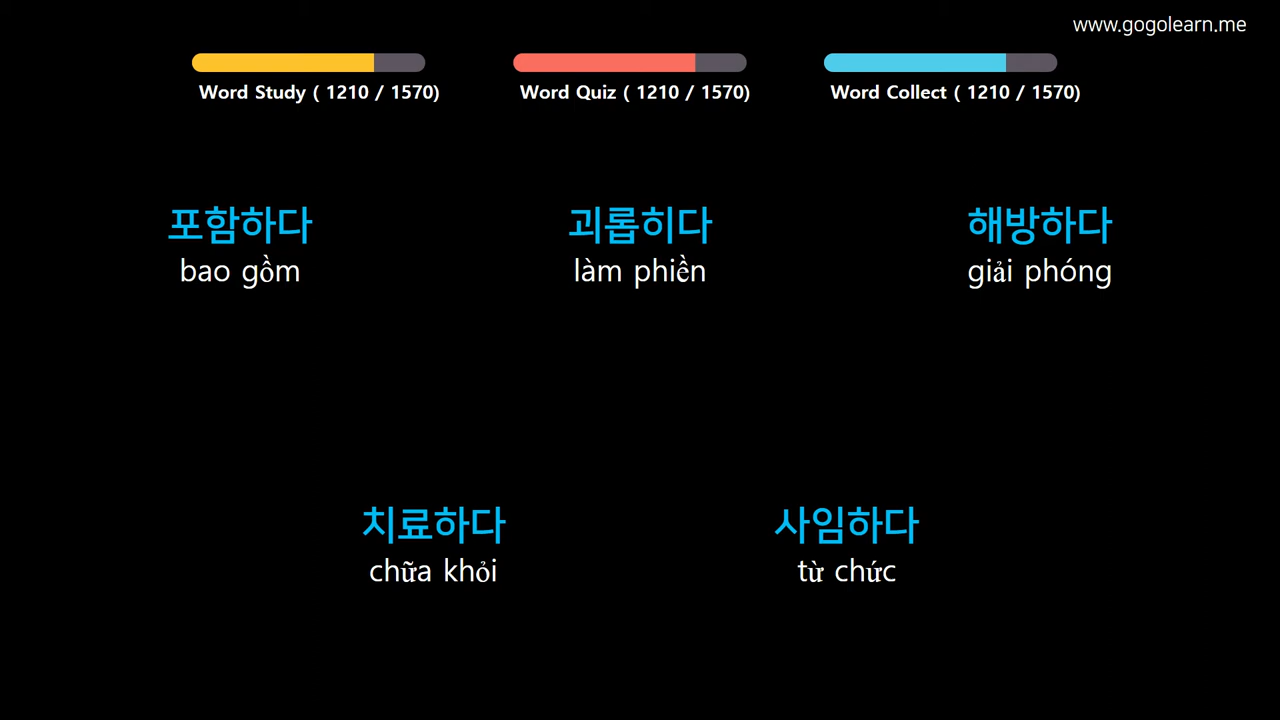 www.gogolearn.me
Word Study ( 1210 / 1570)
Word Quiz ( 1210 / 1570)
Word Collect ( 1210 / 1570)
포함하다
bao gồm
괴롭히다
làm phiền
해방하다
giải phóng
치료하다
chữa khỏi
사임하다
từ chức